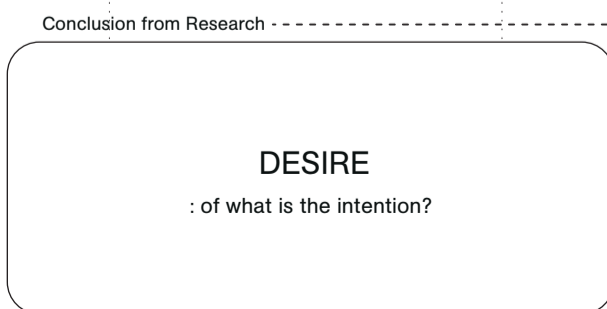 Conclusion from Research
DESIRE
: of what is the intention?